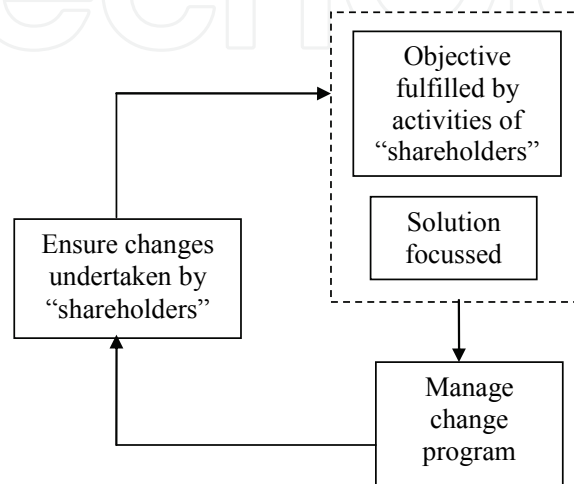 Objective
fulfilled by
activities of
“shareholders”
Solution
focussed
Ensure changes
undertaken by
“shareholders”
Manage
change
program